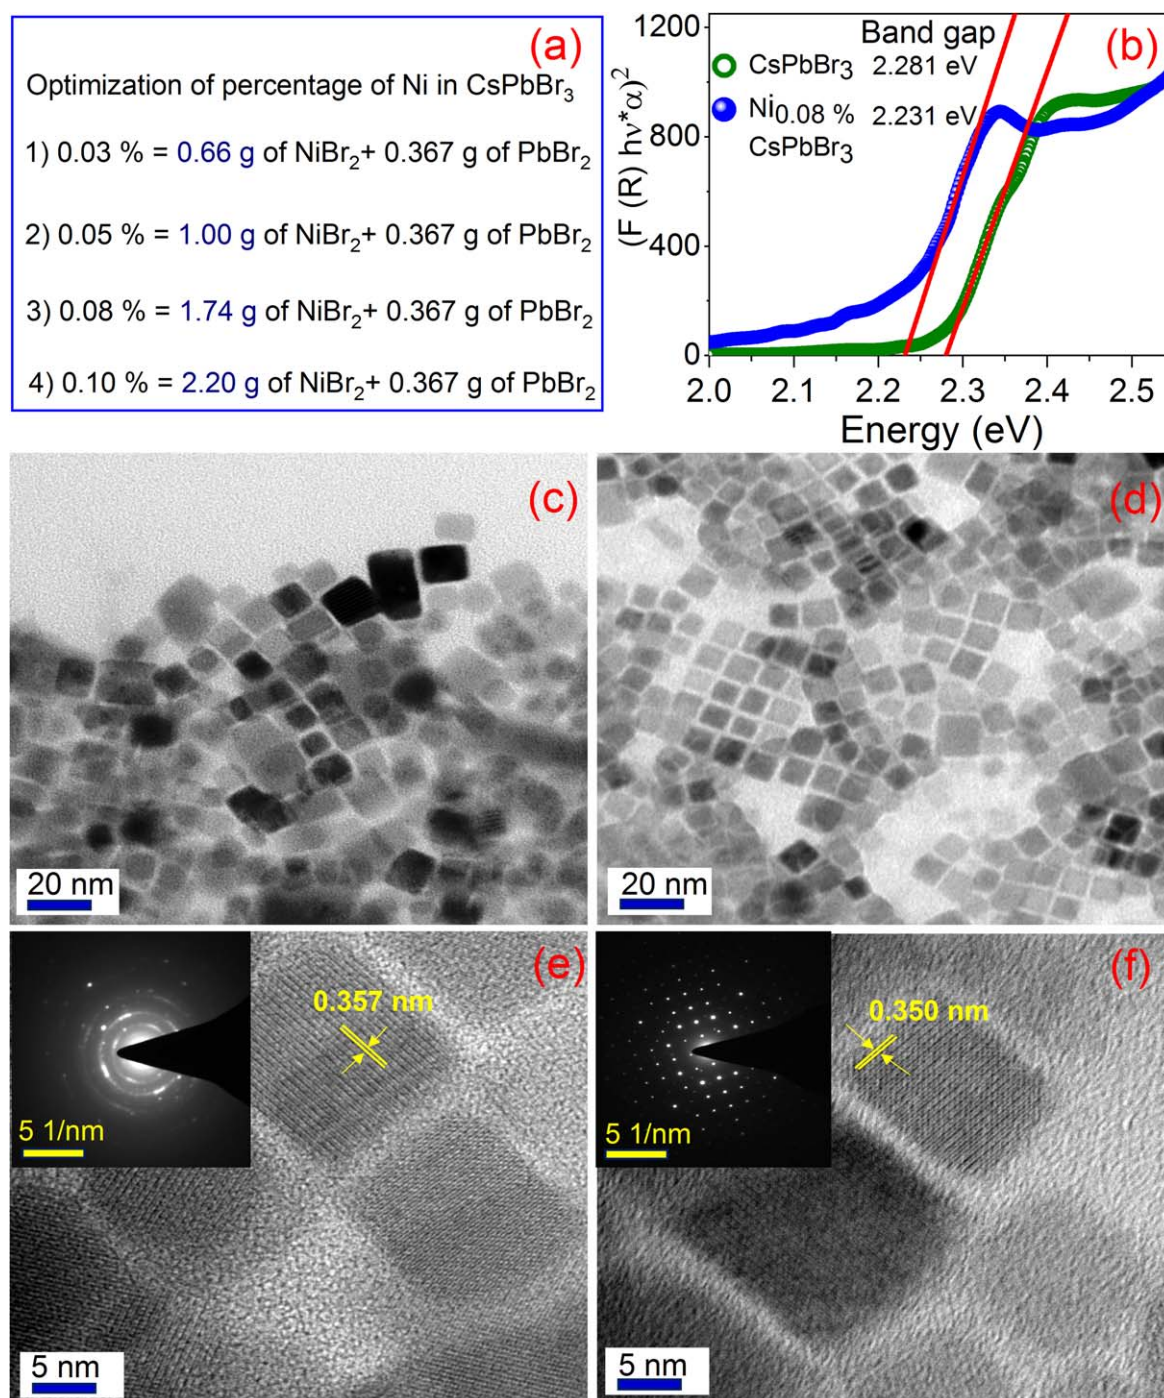 (a)
Optimization of percentage of Ni in CsPbBr₃
1) 0.03 % = 0.66 g of NiBr₂+ 0.367 g of PbBr₂
2) 0.05 % = 1.00 g of NiBr₂+ 0.367 g of PbBr₂
3) 0.08 % = 1.74 g of NiBr₂+ 0.367 g of PbBr₂
4) 0.10 % = 2.20 g of NiBr₂+ 0.367 g of PbBr₂
(b)
Band gap
CsPbBr₃ 2.281 eV
Ni₀.₀₈ % 2.231 eV
CsPbBr₃
(F (R) hν*α)²
1200
800
400
0
2.0 2.1 2.2 2.3 2.4 2.5
Energy (eV)
(c)
20 nm
(d)
20 nm
(e)
0.357 nm
5 1/nm
5 nm
(f)
0.350 nm
5 1/nm
5 nm